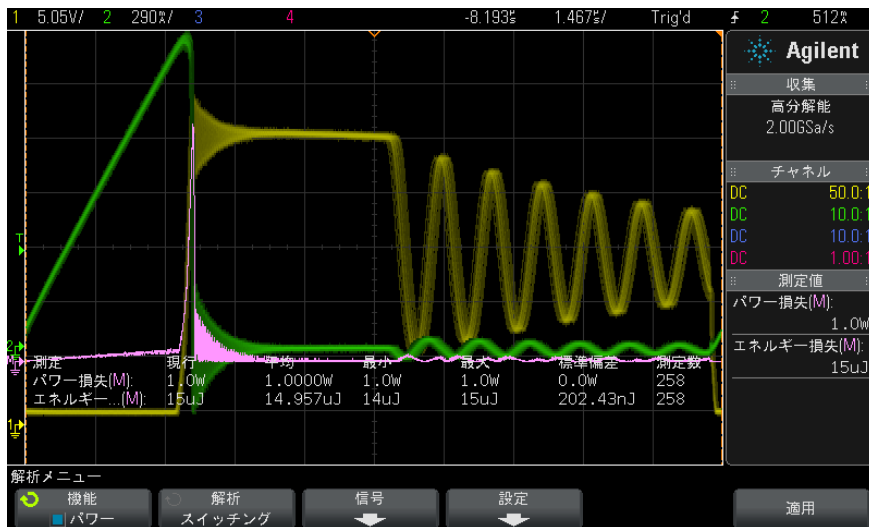 1 5.05V/ 2 290㎷/ 3 4 -8.193㎲ 1.467㎲/ Trig'd 2 512㎷
Agilent
収集
高分解能
2.00GSa/s
チャネル
DC 50.0:1
DC 10.0:1
DC 10.0:1
DC 1.00:1
測定値
パワー損失(M):
1.0W
エネルギー損失(M):
15uJ
T
2
M
1
測定 現行 平均 最小 最大 標準偏差 測定数
パワー損失(M): 1.0W 1.0000W 1.0W 1.0W 0.0W 258
エネルギー...(M): 15uJ 14.957uJ 14uJ 15uJ 202.43nJ 258
解析メニュー
機能
パワー
解析
スイッチング
信号
設定
適用